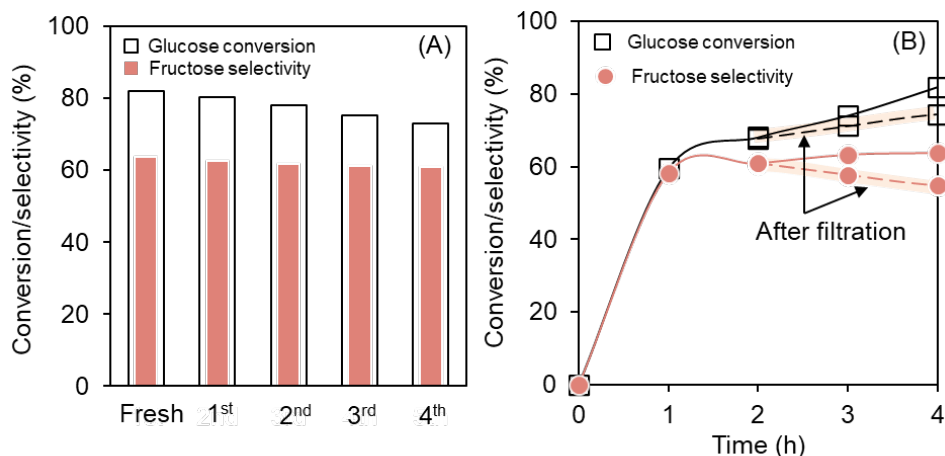 (A)
Glucose conversion
Fructose selectivity
Conversion/selectivity (%)
100
80
60
40
20
0
Fresh 1st 2nd 3rd 4th
(B)
Glucose conversion
Fructose selectivity
Conversion/selectivity (%)
100
80
60
40
20
0
After filtration
0 1 2 3 4
Time (h)